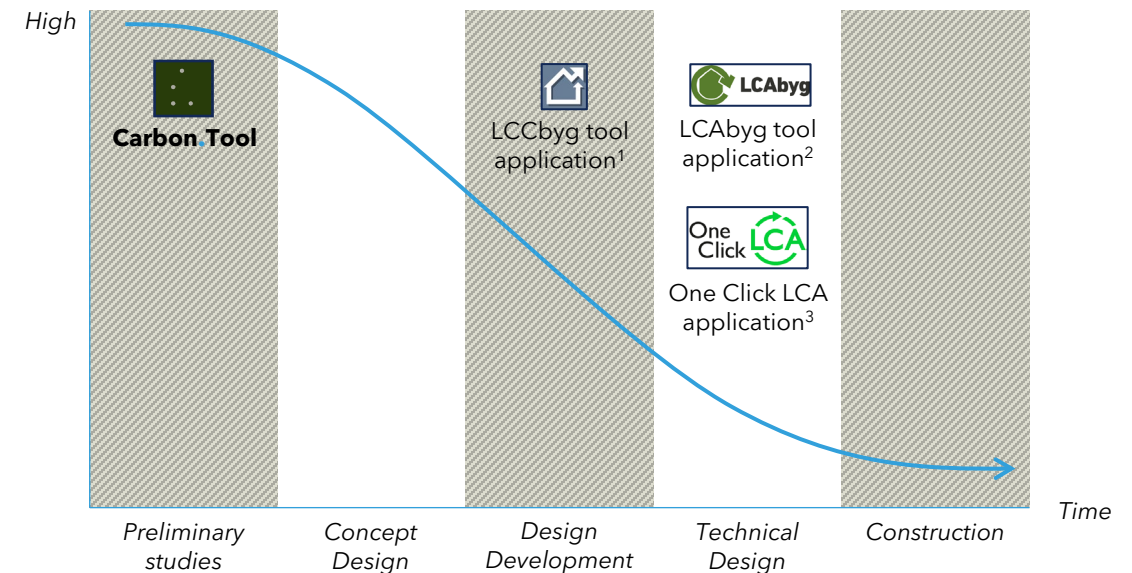 High
Carbon.Tool
LCCbyg tool
application¹
LCAbyg
LCAbyg tool
application²
One
Click LCA
One Click LCA
application³
Time
Preliminary
studies
Concept
Design
Design
Development
Technical
Design
Construction